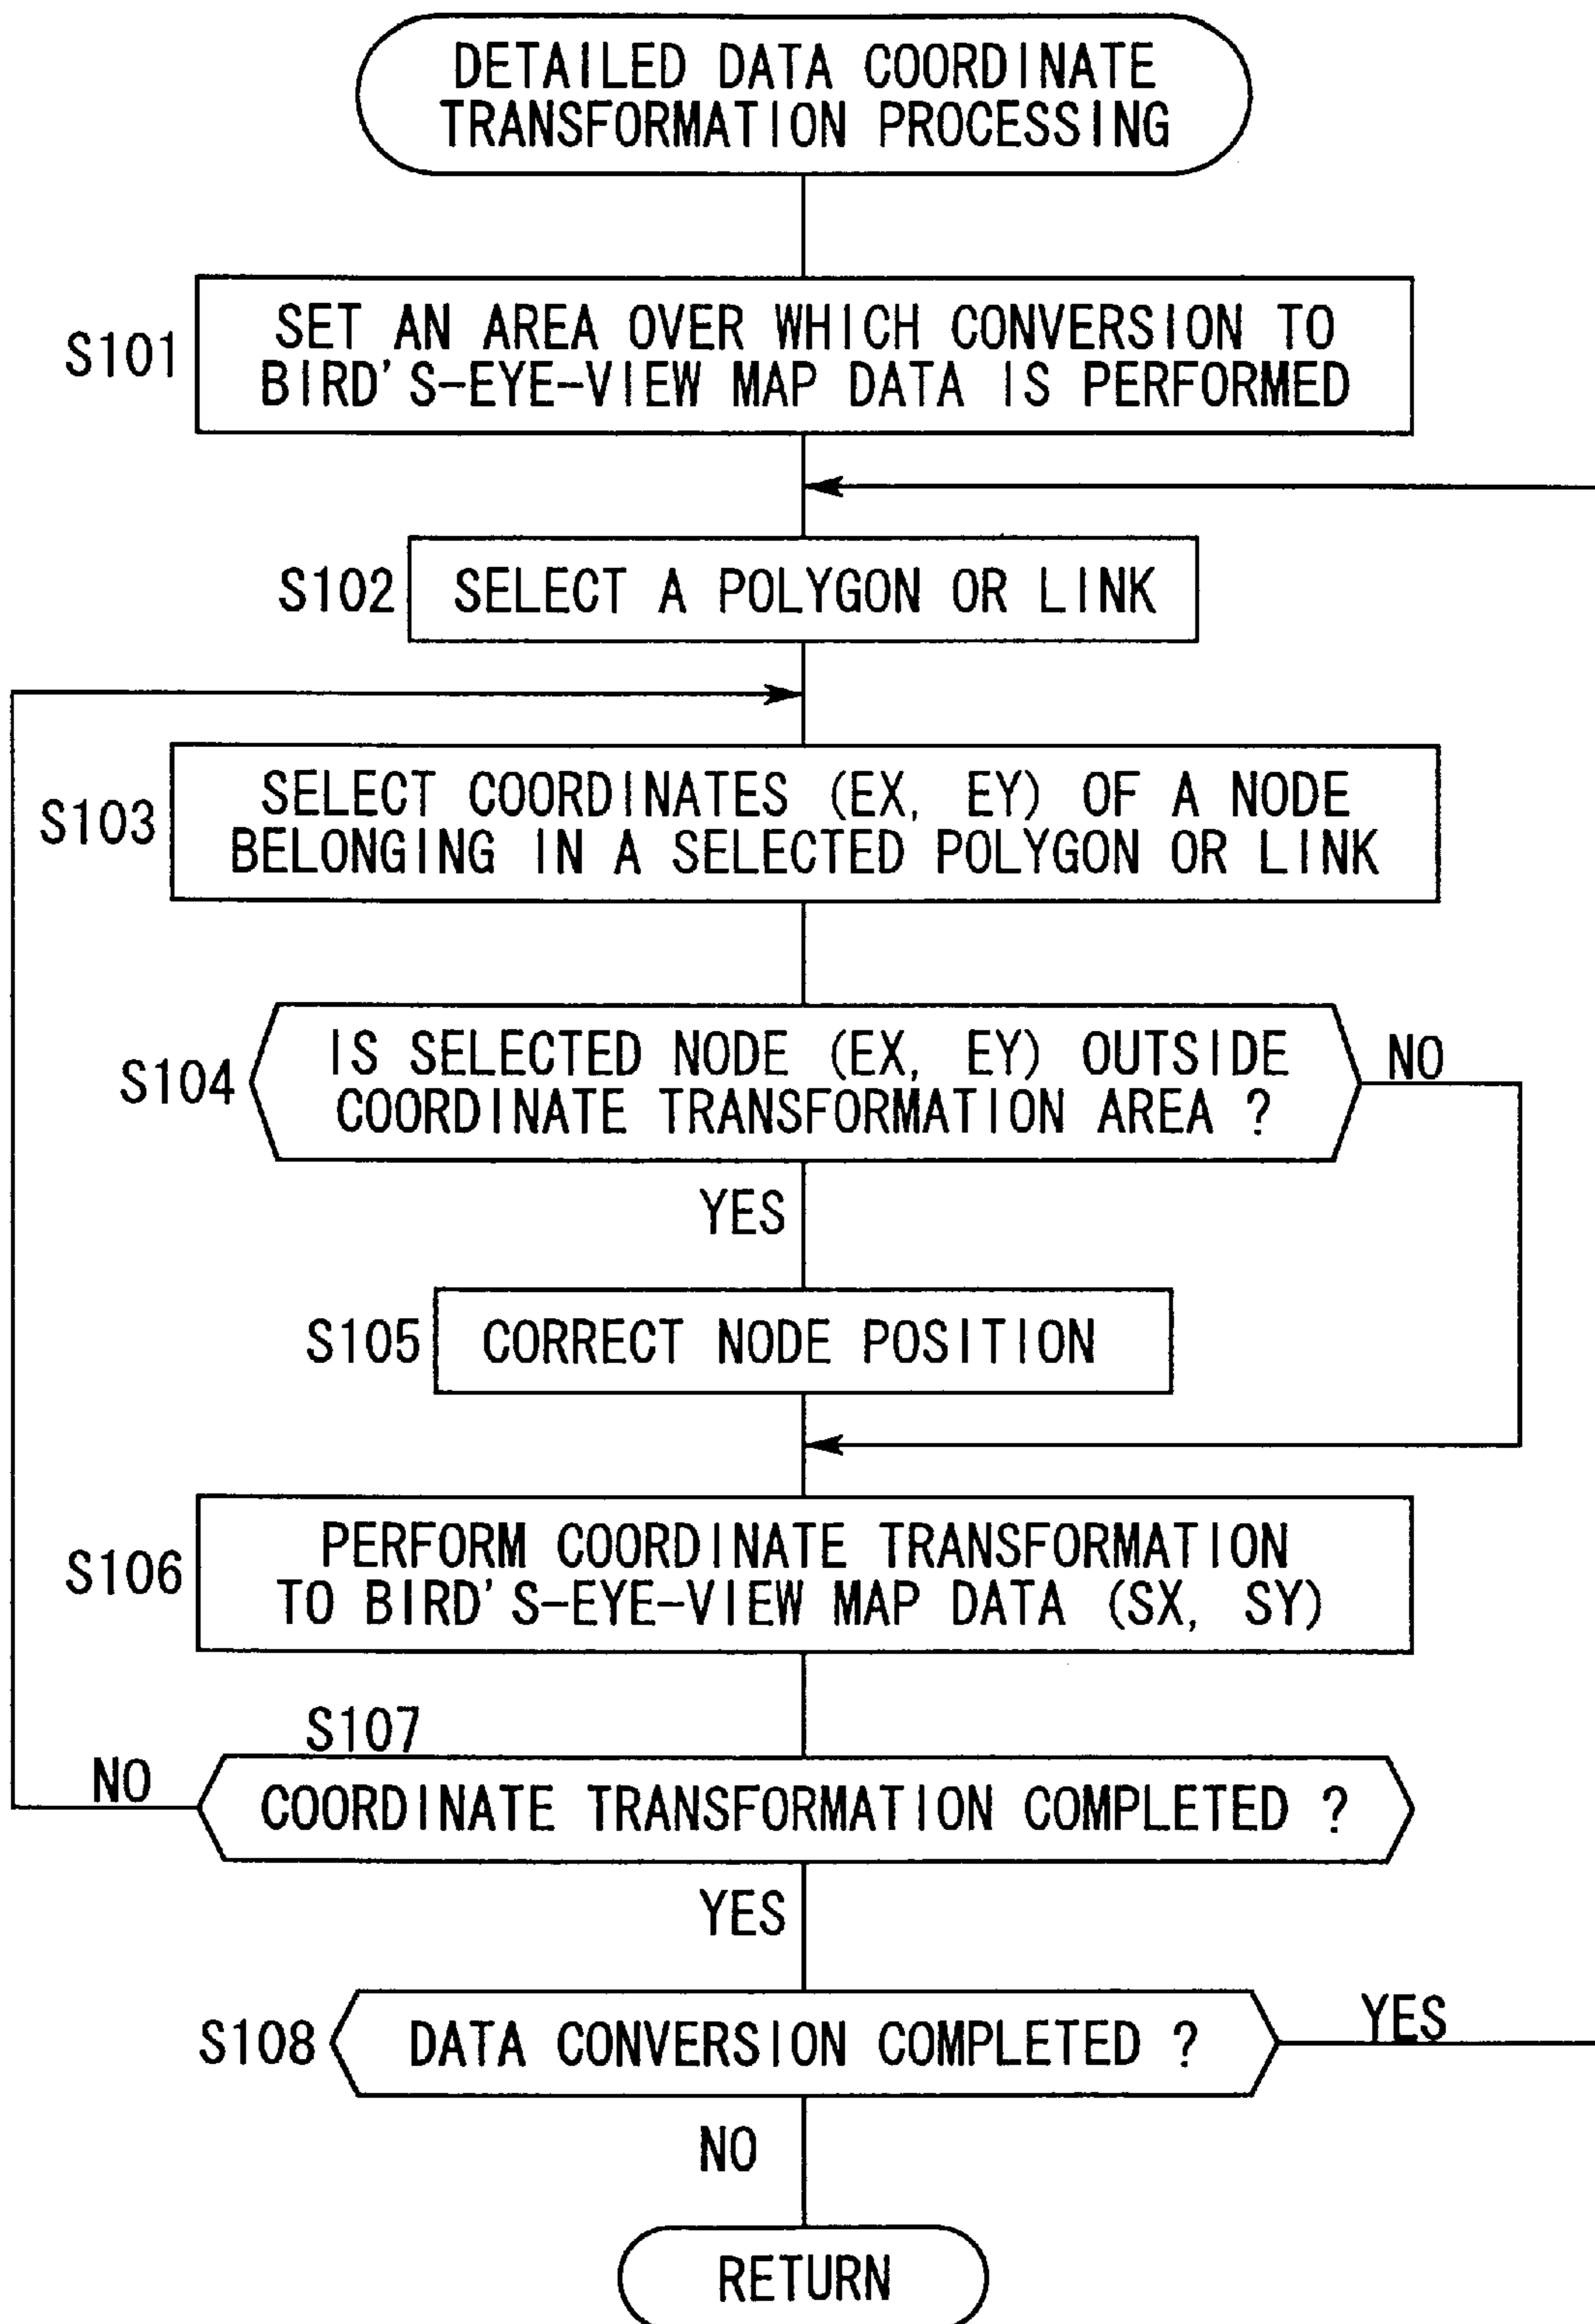 DETAILED DATA COORDINATE
TRANSFORMATION PROCESSING
S101
SET AN AREA OVER WHICH CONVERSION TO
BIRD'S-EYE-VIEW MAP DATA IS PERFORMED
S102
SELECT A POLYGON OR LINK
S103
SELECT COORDINATES (EX, EY) OF A NODE
BELONGING IN A SELECTED POLYGON OR LINK
S104
IS SELECTED NODE (EX, EY) OUTSIDE
COORDINATE TRANSFORMATION AREA ?
NO
YES
S105
CORRECT NODE POSITION
S106
PERFORM COORDINATE TRANSFORMATION
TO BIRD'S-EYE-VIEW MAP DATA (SX, SY)
S107
NO
COORDINATE TRANSFORMATION COMPLETED ?
YES
S108
DATA CONVERSION COMPLETED ?
YES
NO
RETURN